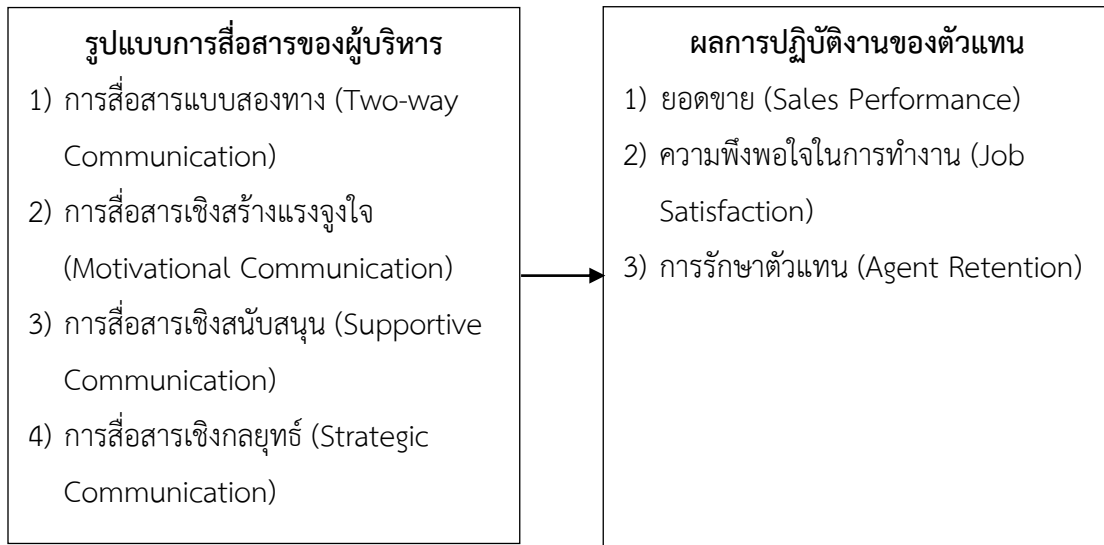 รูปแบบการสื่อสารของผู้บริหาร
1) การสื่อสารแบบสองทาง (Two-way
Communication)
2) การสื่อสารเชิงสร้างแรงจูงใจ
(Motivational Communication)
3) การสื่อสารเชิงสนับสนุน (Supportive
Communication)
4) การสื่อสารเชิงกลยุทธ์ (Strategic
Communication)
ผลการปฏิบัติงานของตัวแทน
1) ยอดขาย (Sales Performance)
2) ความพึงพอใจในการทำงาน (Job
Satisfaction)
3) การรักษาตัวแทน (Agent Retention)